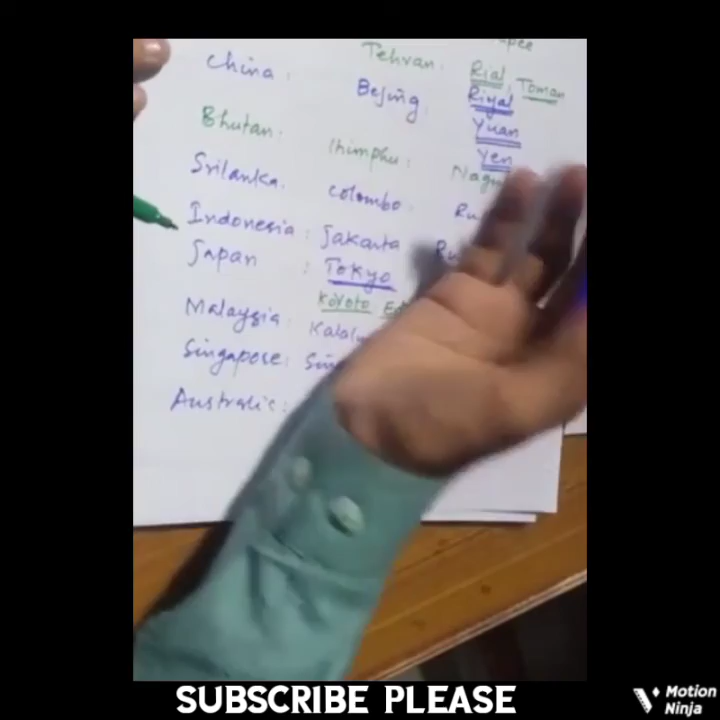 Tehran. Rial, Toman
China. Bejing. Riyal
Yuan
Yen
Bhutan. Thimphu.
Srilanka. Colombo.
Indonesia: Jakarta
Japan : Tokyo
Koyoto
Malaysia.
Singapose:
Australia:
SUBSCRIBE PLEASE
Motion
Ninja